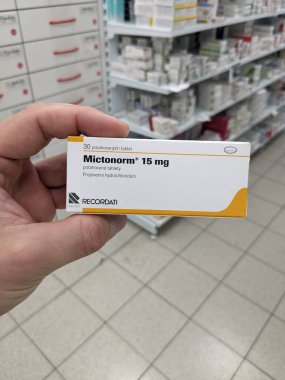 30 potahovaných tablet
Mictonorm® 15 mg
potahované tablety
Propiverini hydrochloridum
RECORDATI